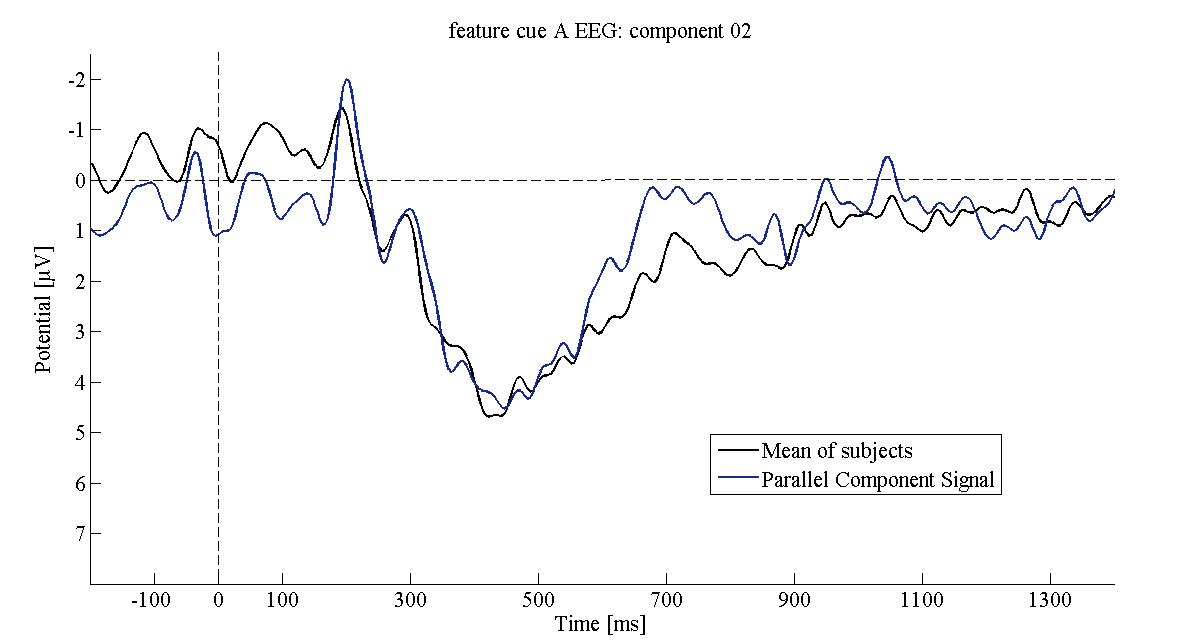 feature cue A EEG: component 02
-2
-1
0
1
2
3
4
5
6
7
Potential [µV]
Mean of subjects
Parallel Component Signal
-100 0 100 300 500 700 900 1100 1300
Time [ms]